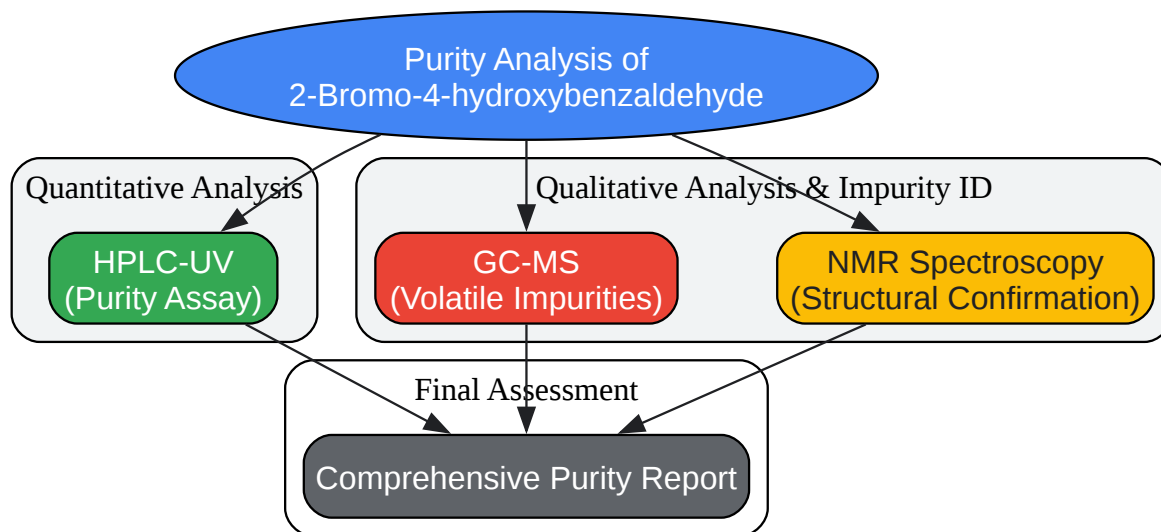 Purity Analysis of
2-Bromo-4-hydroxybenzaldehyde
Quantitative Analysis
Qualitative Analysis & Impurity ID
HPLC-UV
(Purity Assay)
GC-MS
(Volatile Impurities)
NMR Spectroscopy
(Structural Confirmation)
Final Assessment
Comprehensive Purity Report